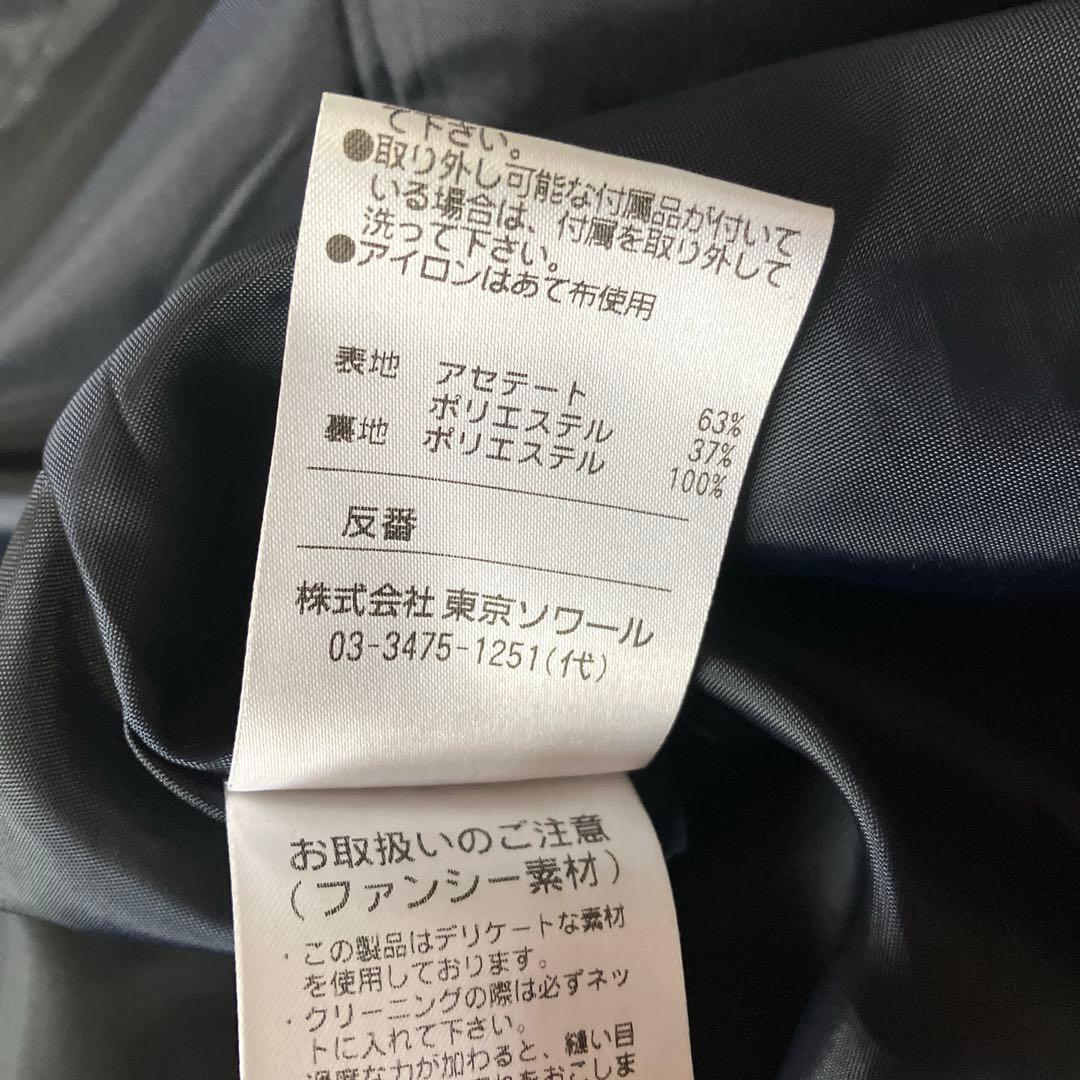 て下さい。
●取り外し可能な付属品が付いて
いる場合は、付属を取り外して
洗って下さい。
●アイロンはあて布使用
表地 アセテート 63%
ポリエステル 37%
裏地 ポリエステル 100%
反番
株式会社 東京ソワール
03-3475-1251(代)
お取扱いのご注意
(ファンシー素材)
・この製品はデリケートな素材
を使用しております。
・クリーニングの際は必ずネッ
トに入れて下さい。
過度な力が加わると、縫い目
をおこしま